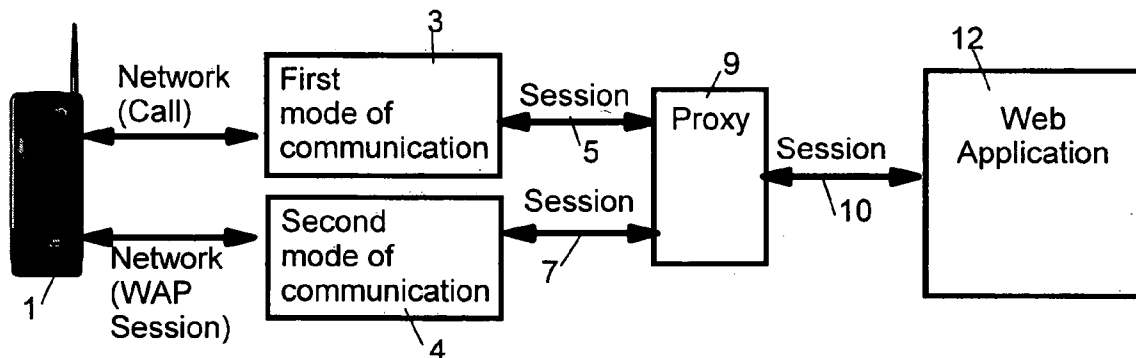 3
First
mode of
communication
Network
(Call)
Session
5
9
Proxy
Session
10
12
Web
Application
Second
mode of
communication
4
Network
(WAP
Session)
Session
7
1